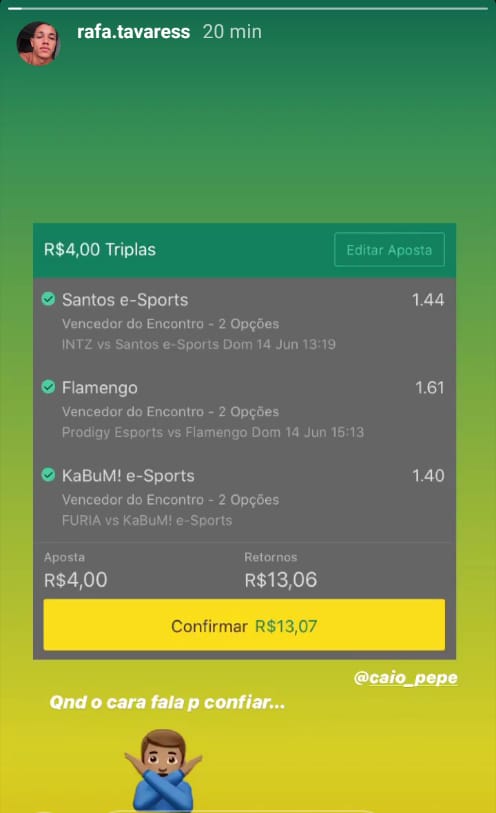 rafa.tavaress 20 min
R$4,00 Triplas Editar Aposta
Santos e-Sports 1.44
Vencedor do Encontro - 2 Opções
INTZ vs Santos e-Sports Dom 14 Jun 13:19
Flamengo 1.61
Vencedor do Encontro - 2 Opções
Prodigy Esports vs Flamengo Dom 14 Jun 15:13
KaBuM! e-Sports 1.40
Vencedor do Encontro - 2 Opções
FURIA vs KaBuM! e-Sports
Aposta Retornos
R$4,00 R$13,06
Confirmar R$13,07
@caio_pepe
Qnd o cara fala p confiar...